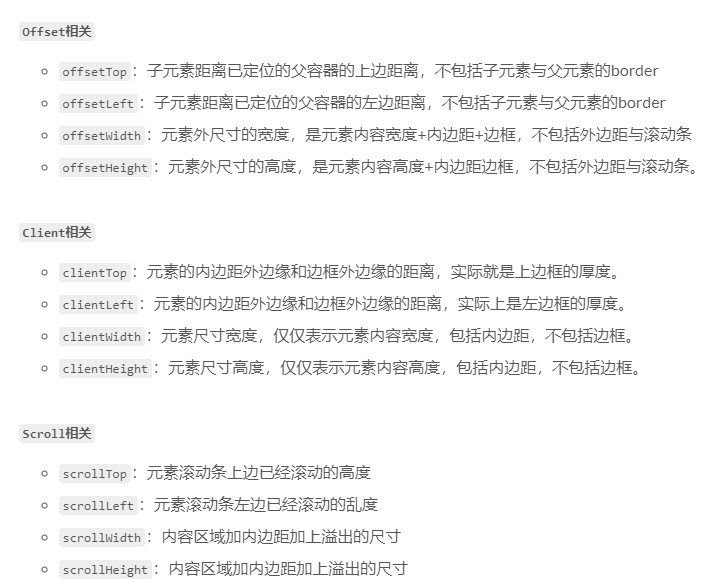 Offset相关
offsetTop：子元素距离已定位的父容器的上边距离，不包括子元素与父元素的border
offsetLeft：子元素距离已定位的父容器的左边距离，不包括子元素与父元素的border
offsetWidth：元素外尺寸的宽度，是元素内容宽度+内边距+边框，不包括外边距与滚动条
offsetHeight：元素外尺寸的高度，是元素内容高度+内边距边框，不包括外边距与滚动条。
Client相关
clientTop：元素的内边距外边缘和边框外边缘的距离，实际就是上边框的厚度。
clientLeft：元素的内边距外边缘和边框外边缘的距离，实际上是左边框的厚度。
clientWidth：元素尺寸宽度，仅仅表示元素内容宽度，包括内边距，不包括边框。
clientHeight：元素尺寸高度，仅仅表示元素内容高度，包括内边距，不包括边框。
Scroll相关
scrollTop：元素滚动条上边已经滚动的高度
scrollLeft：元素滚动条左边已经滚动的乱度
scrollWidth：内容区域加内边距加上溢出的尺寸
scrollHeight：内容区域加内边距加上溢出的尺寸